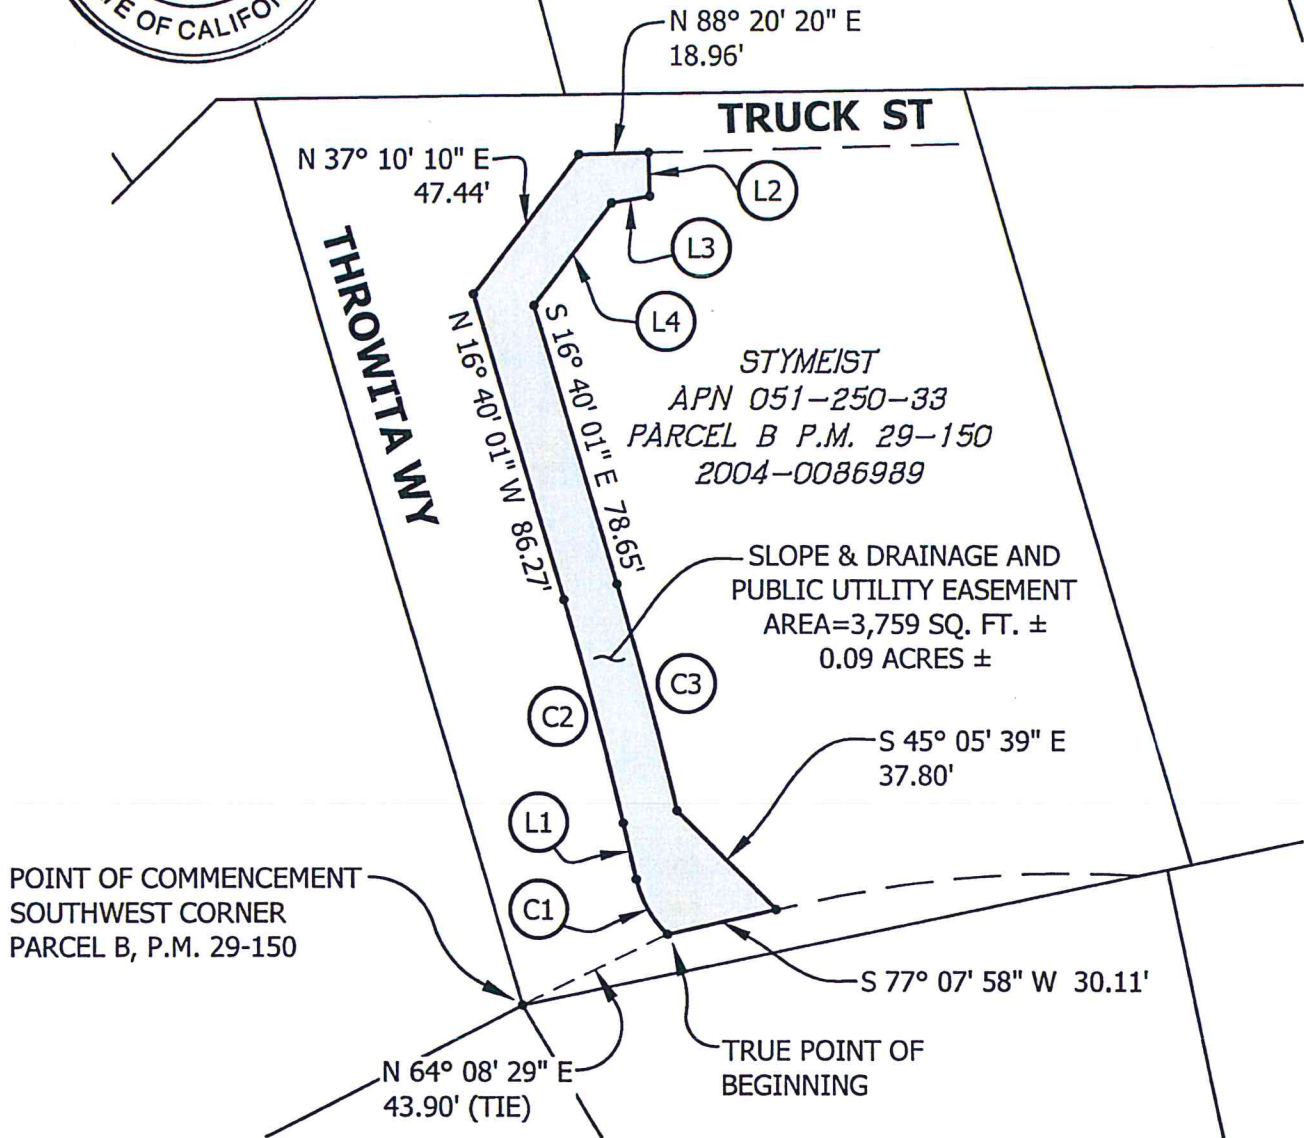 TE OF CALIFO
N 88° 20' 20" E
18.96'
TRUCK ST
N 37° 10' 10" E
47.44'
L2
L3
THROWITA WY
L4
N 16° 40' 01" W 86.27'
S 16° 40' 01" E 78.65'
STYMEIST
APN 051-250-33
PARCEL B P.M. 29-150
2004-0086989
SLOPE & DRAINAGE AND
PUBLIC UTILITY EASEMENT
AREA=3,759 SQ. FT. ±
0.09 ACRES ±
C3
C2
S 45° 05' 39" E
37.80'
L1
POINT OF COMMENCEMENT
SOUTHWEST CORNER
PARCEL B, P.M. 29-150
C1
S 77° 07' 58" W 30.11'
TRUE POINT OF
BEGINNING
N 64° 08' 29" E
43.90' (TIE)